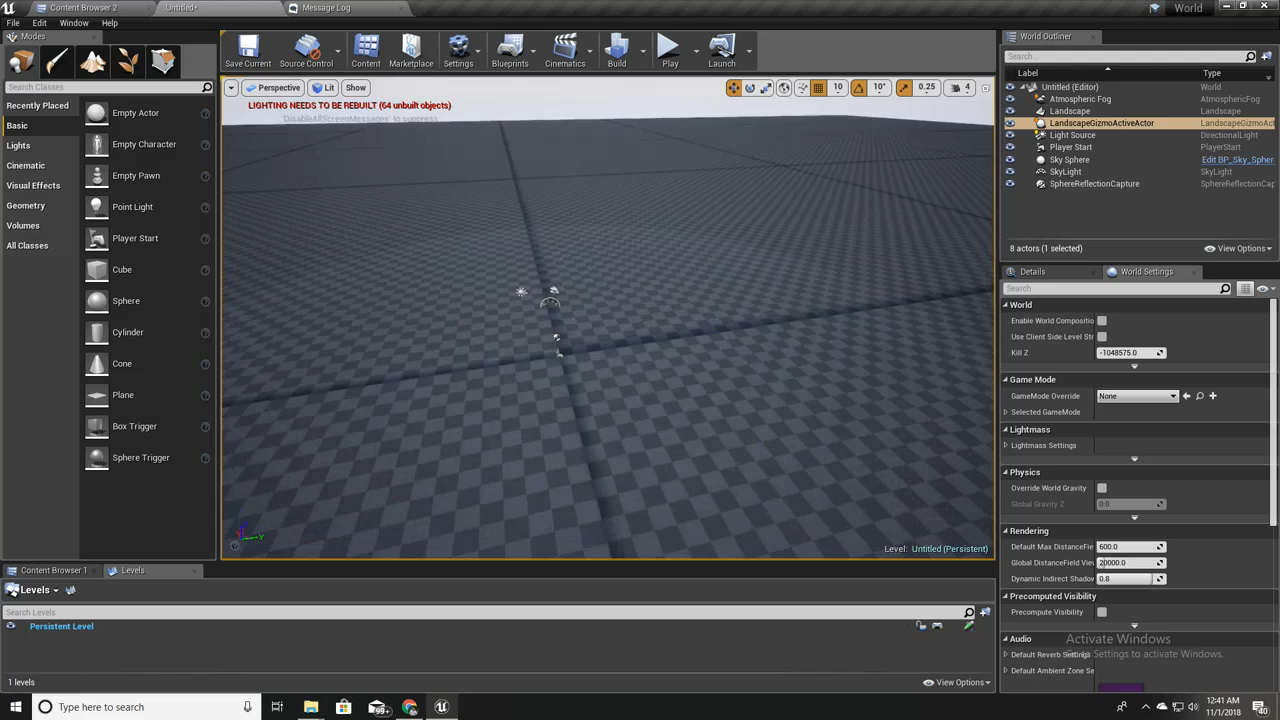 Content Browser 2
Untitled*
Message Log
World
File Edit Window Help
Modes
Search Classes
Recently Placed
Basic
Lights
Cinematic
Visual Effects
Geometry
Volumes
All Classes
Empty Actor
Empty Character
Empty Pawn
Point Light
Player Start
Cube
Sphere
Cylinder
Cone
Plane
Box Trigger
Sphere Trigger
Save Current
Source Control
Content
Marketplace
Settings
Blueprints
Cinematics
Build
Play
Launch
Perspective Lit Show
10 10° 0.25 4
LIGHTING NEEDS TO BE REBUILT (64 unbuilt objects)
'DisableAllScreenMessages' to suppress
Level: Untitled (Persistent)
World Outliner
Search...
Label Type
Untitled (Editor) World
Atmospheric Fog AtmosphericFog
Landscape Landscape
LandscapeGizmoActiveActor LandscapeGizmoAct
Light Source DirectionalLight
Player Start PlayerStart
Sky Sphere Edit BP_Sky_Spher
SkyLight SkyLight
SphereReflectionCapture SphereReflectionCap
8 actors (1 selected) View Options
Details World Settings
Search
World
Enable World Compositio
Use Client Side Level Str
Kill Z -1048575.0
Game Mode
GameMode Override None
Selected GameMode
Lightmass
Lightmass Settings
Physics
Override World Gravity
Global Gravity Z 0.0
Rendering
Default Max DistanceFie 600.0
Global DistanceField Viev 20000.0
Dynamic Indirect Shadov 0.8
Precomputed Visibility
Precompute Visibility
Audio
Default Reverb Settings
Default Ambient Zone Se
Activate Windows
Settings to activate Windows.
Content Browser 1 Levels
Levels
Search Levels
Persistent Level
1 levels View Options
Type here to search
99+
12:41 AM
11/1/2018
40